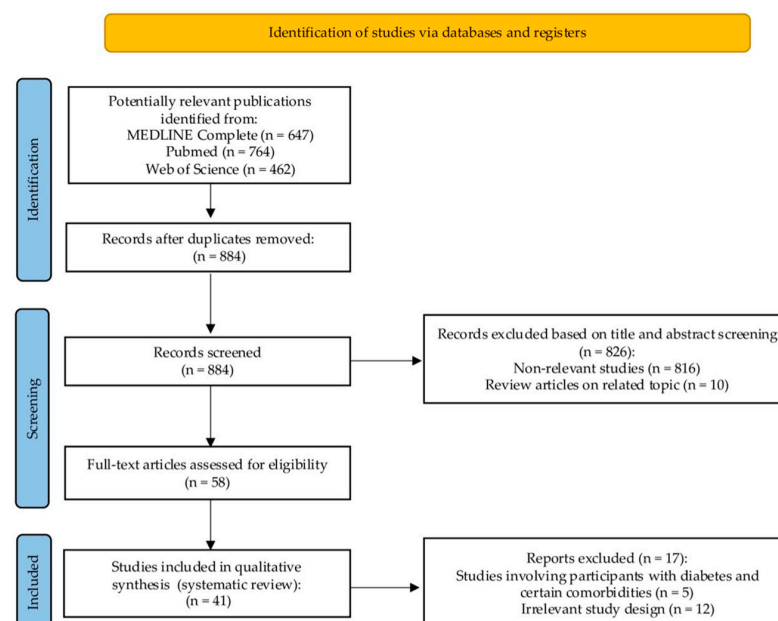 Identification of studies via databases and registers
Identification
Potentially relevant publications
identified from:
MEDLINE Complete (n = 647)
Pubmed (n = 764)
Web of Science (n = 462)
Records after duplicates removed:
(n = 884)
Screening
Records screened
(n = 884)
Records excluded based on title and abstract screening
(n = 826):
Non-relevant studies (n = 816)
Review articles on related topic (n = 10)
Full-text articles assessed for eligibility
(n = 58)
Included
Studies included in qualitative
synthesis (systematic review):
(n = 41)
Reports excluded (n = 17):
Studies involving participants with diabetes and
certain comorbidities (n = 5)
Irrelevant study design (n = 12)